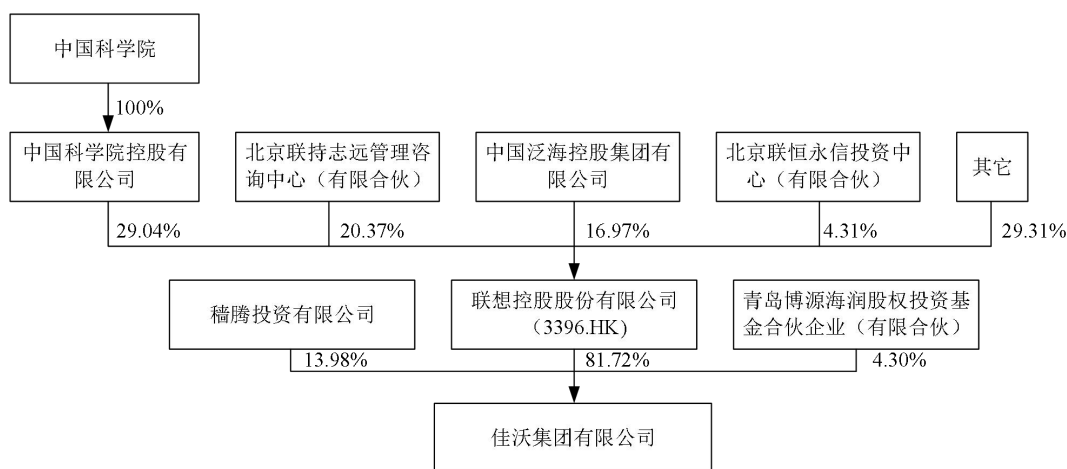 中国科学院
100%
中国科学院控股有
限公司
北京联持志远管理咨
询中心（有限合伙）
中国泛海控股集团有
限公司
北京联恒永信投资中
心（有限合伙）
其它
29.04%
20.37%
16.97%
4.31%
29.31%
穑腾投资有限公司
联想控股股份有限公司
（3396.HK)
青岛博源海润股权投资基
金合伙企业（有限合伙）
13.98%
81.72%
4.30%
佳沃集团有限公司